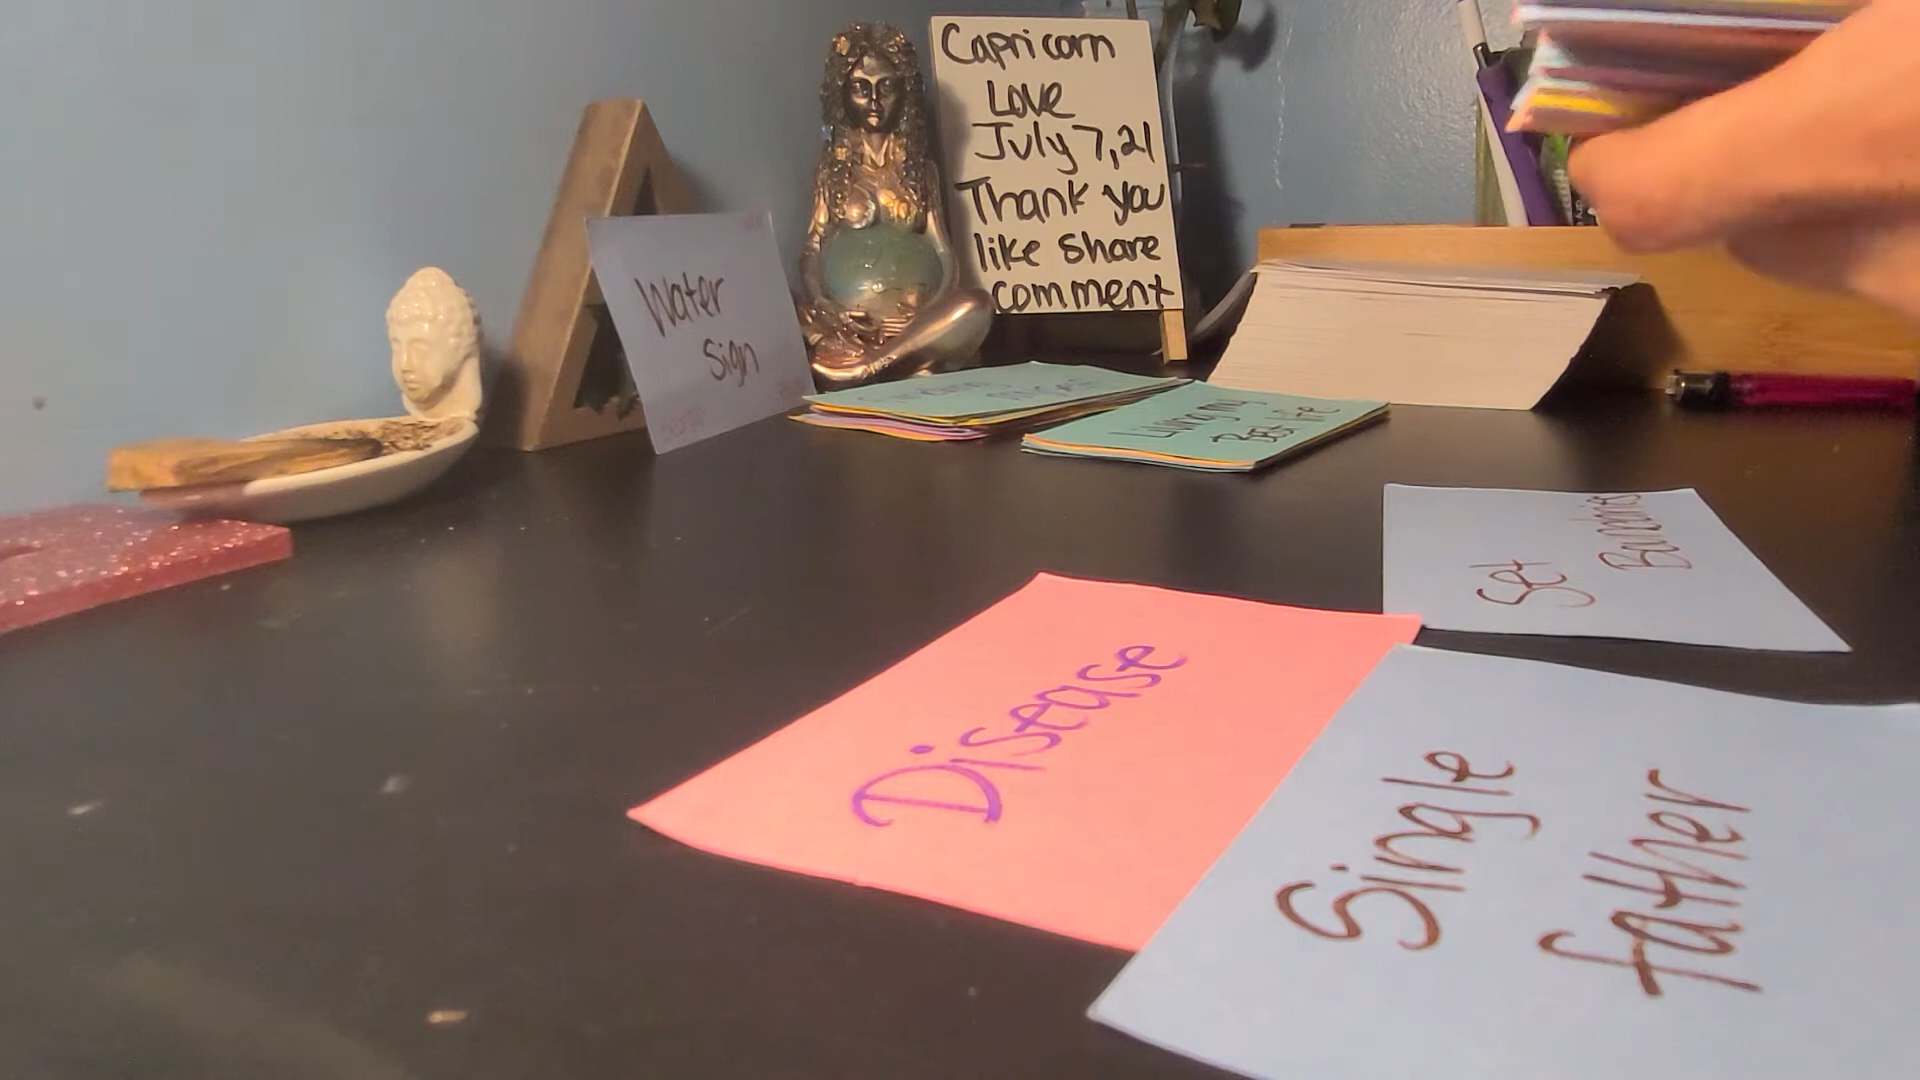 Capricorn
Love
July 7, 21
Thank you
like share
comment
Water
Sign
Living my
Best life
Set
Disease
Single
father